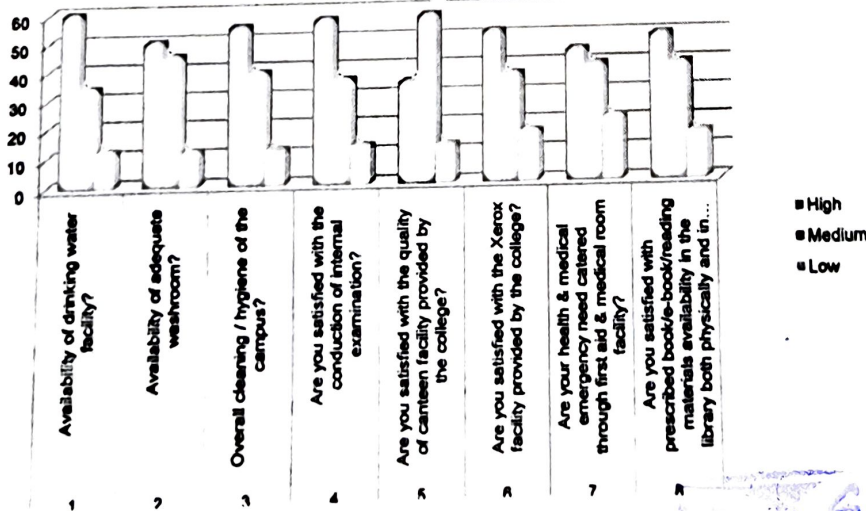 60
50
40
30
20
10
0
High
Medium
Low
Availability of drinking water
facility?
Availability of adequate
washroom?
Overall cleaning / hygiene of the
campus?
Are you satisfied with the
conduction of internal
examination?
Are you satisfied with the quality
of canteen facility provided by
the college?
Are you satisfied with the Xerox
facility provided by the college?
Are your health & medical
emergency need catered
through first aid & medical room
facility?
Are you satisfied with
prescribed book/e-book/reading
materials availability in the
library both physically and in...
1
2
3
4
5
6
7
8